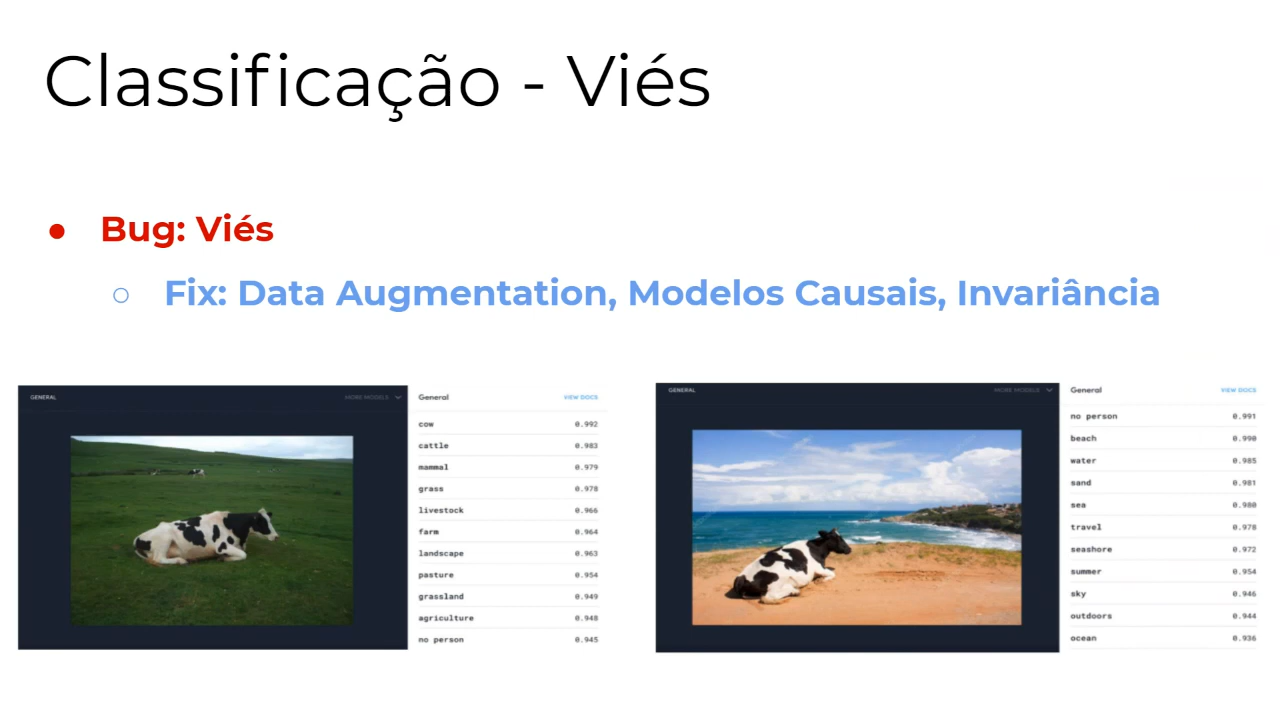 Classificação - Viés
● Bug: Viés
○ Fix: Data Augmentation, Modelos Causais, Invariância
GENERAL
MORE MODELS
General
VIEW DOCS
cow 0.992
cattle 0.983
mammal 0.979
grass 0.978
livestock 0.966
farm 0.964
landscape 0.963
pasture 0.954
grassland 0.949
agriculture 0.948
no person 0.945
GENERAL
MORE MODELS
General
VIEW DOCS
no person 0.991
beach 0.990
water 0.985
sand 0.981
sea 0.980
travel 0.978
seashore 0.972
summer 0.954
sky 0.946
outdoors 0.944
ocean 0.936